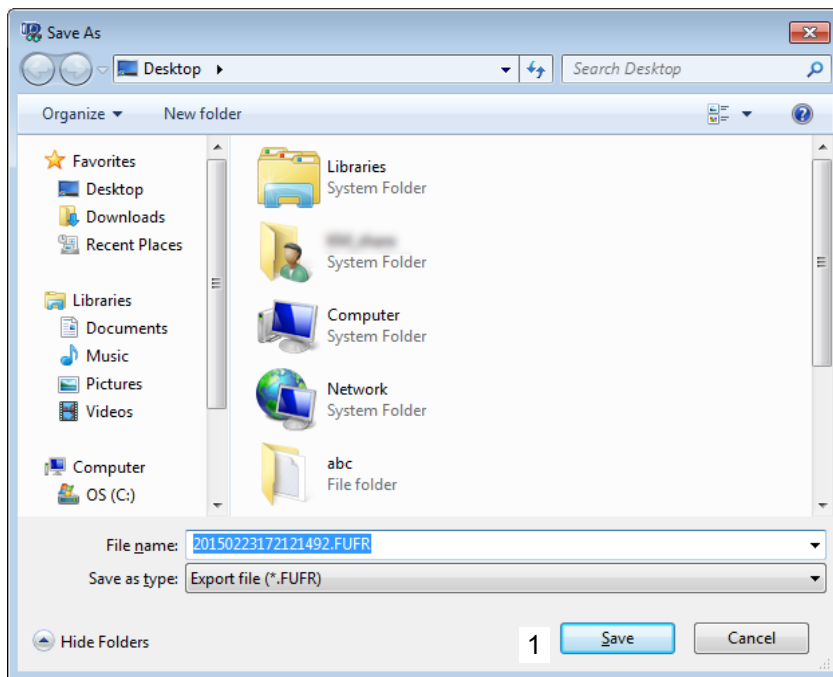 Save As
Desktop
Search Desktop
Organize
New folder
Favorites
Desktop
Downloads
Recent Places
Libraries
Documents
Music
Pictures
Videos
Computer
OS (C:)
Libraries
System Folder
System Folder
Computer
System Folder
Network
System Folder
abc
File folder
File name: 20150223172121492.FUFR
Save as type: Export file (*.FUFR)
Hide Folders
1
Save
Cancel